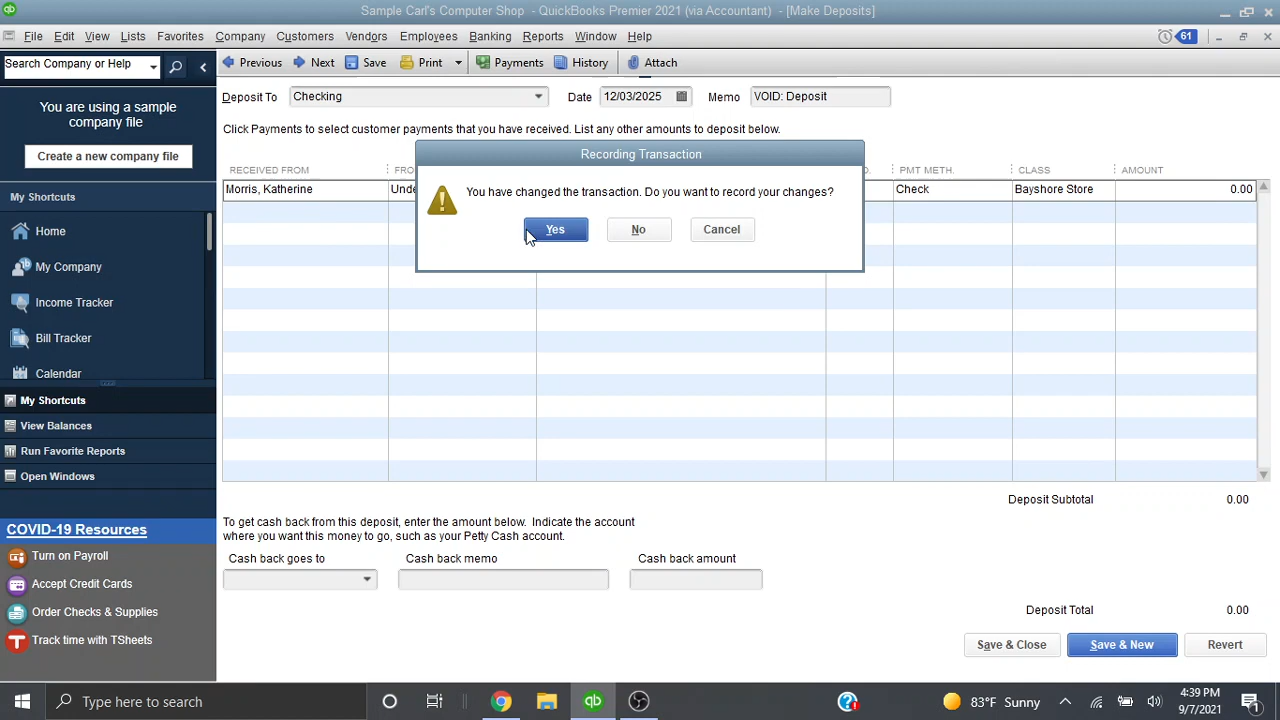 Sample Carl's Computer Shop - QuickBooks Premier 2021 (via Accountant) - [Make Deposits]
File Edit View Lists Favorites Company Customers Vendors Employees Banking Reports Window Help
61
Search Company or Help
Previous Next Save Print Payments History Attach
You are using a sample
company file
Create a new company file
Deposit To Checking Date 12/03/2025 Memo VOID: Deposit
Click Payments to select customer payments that you have received. List any other amounts to deposit below.
RECEIVED FROM PMT METH. CLASS AMOUNT
Morris, Katherine Check Bayshore Store 0.00
Recording Transaction
You have changed the transaction. Do you want to record your changes?
Yes No Cancel
My Shortcuts
Home
My Company
Income Tracker
Bill Tracker
Calendar
My Shortcuts
View Balances
Run Favorite Reports
Open Windows
COVID-19 Resources
Turn on Payroll
Accept Credit Cards
Order Checks & Supplies
Track time with TSheets
Deposit Subtotal 0.00
To get cash back from this deposit, enter the amount below. Indicate the account
where you want this money to go, such as your Petty Cash account.
Cash back goes to Cash back memo Cash back amount
Deposit Total 0.00
Save & Close Save & New Revert
Type here to search
83°F Sunny
4:39 PM
9/7/2021
1